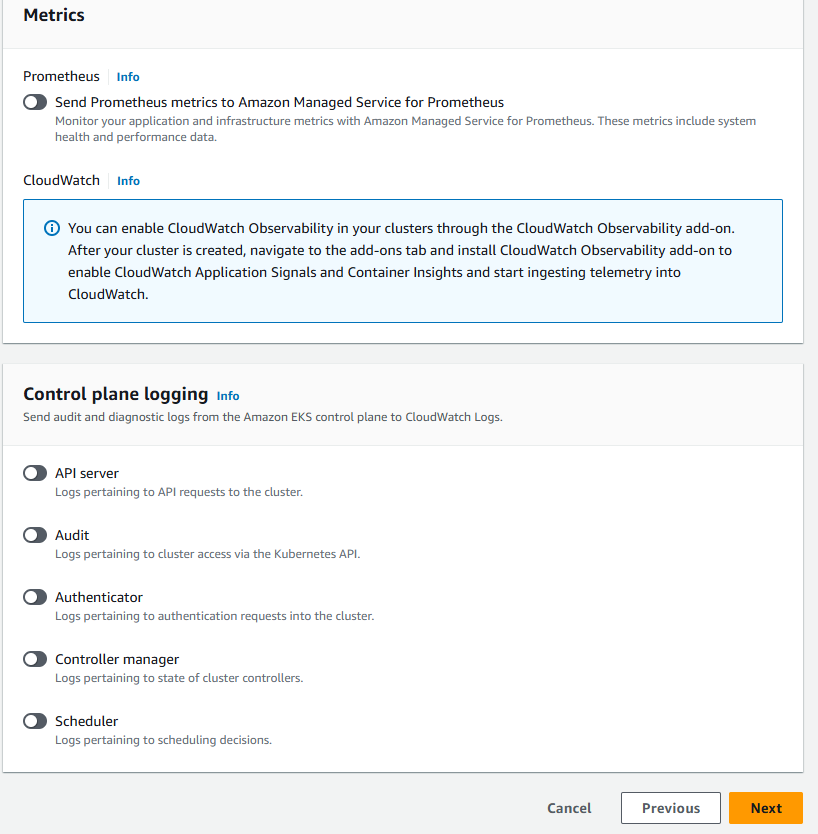 Metrics
Prometheus Info
Send Prometheus metrics to Amazon Managed Service for Prometheus
Monitor your application and infrastructure metrics with Amazon Managed Service for Prometheus. These metrics include system
health and performance data.
CloudWatch Info
You can enable CloudWatch Observability in your clusters through the CloudWatch Observability add-on.
After your cluster is created, navigate to the add-ons tab and install CloudWatch Observability add-on to
enable CloudWatch Application Signals and Container Insights and start ingesting telemetry into
CloudWatch.
Control plane logging Info
Send audit and diagnostic logs from the Amazon EKS control plane to CloudWatch Logs.
API server
Logs pertaining to API requests to the cluster.
Audit
Logs pertaining to cluster access via the Kubernetes API.
Authenticator
Logs pertaining to authentication requests into the cluster.
Controller manager
Logs pertaining to state of cluster controllers.
Scheduler
Logs pertaining to scheduling decisions.
Cancel Previous Next